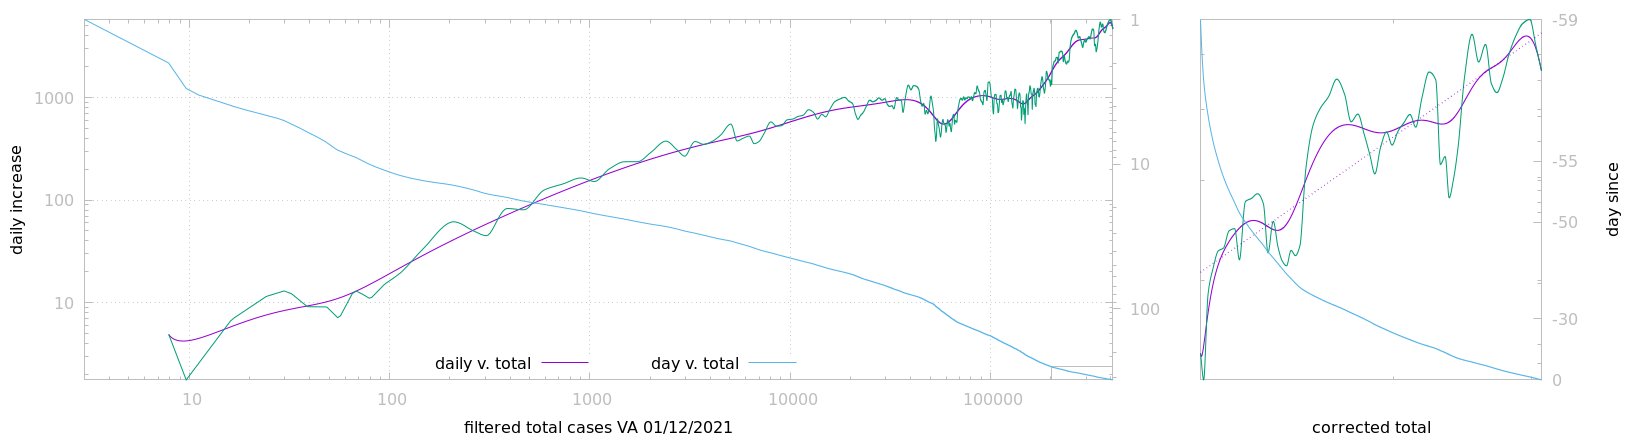 daily increase
1000
100
10
1
10
100
daily v. total
day v. total
10
100
1000
10000
100000
filtered total cases VA 01/12/2021
-59
-55
-50
-30
0
day since
corrected total